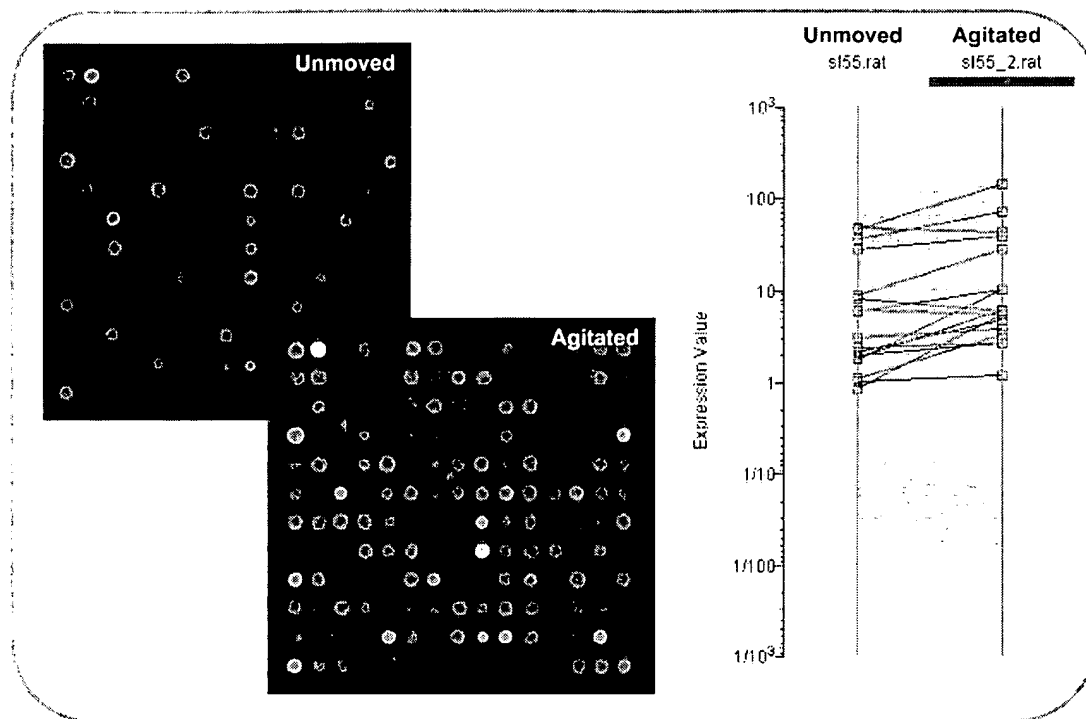 Unmoved
Agitated
Unmoved
sl55.rat
Agitated
sl55_2.rat
Expression Value
10³
100
10
1
1/10
1/100
1/10³